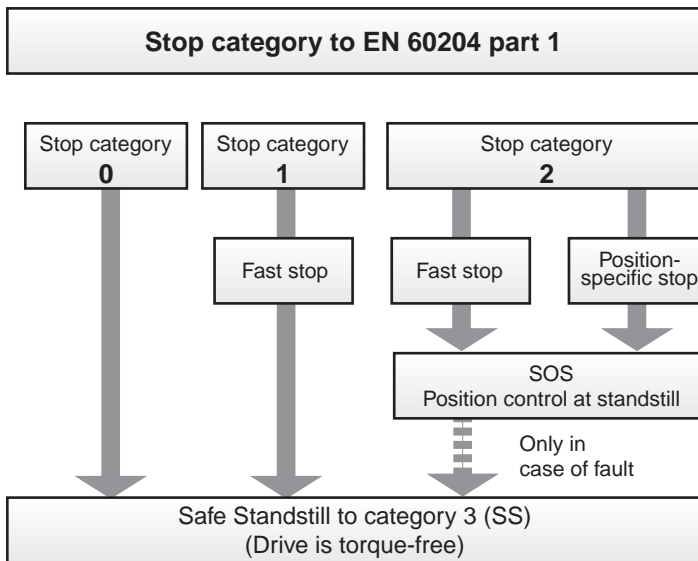 Stop category to EN 60204 part 1
Stop category
0
Stop category
1
Stop category
2
Fast stop
Fast stop
Position-
specific stop
SOS
Position control at standstill
Only in
case of fault
Safe Standstill to category 3 (SS)
(Drive is torque-free)